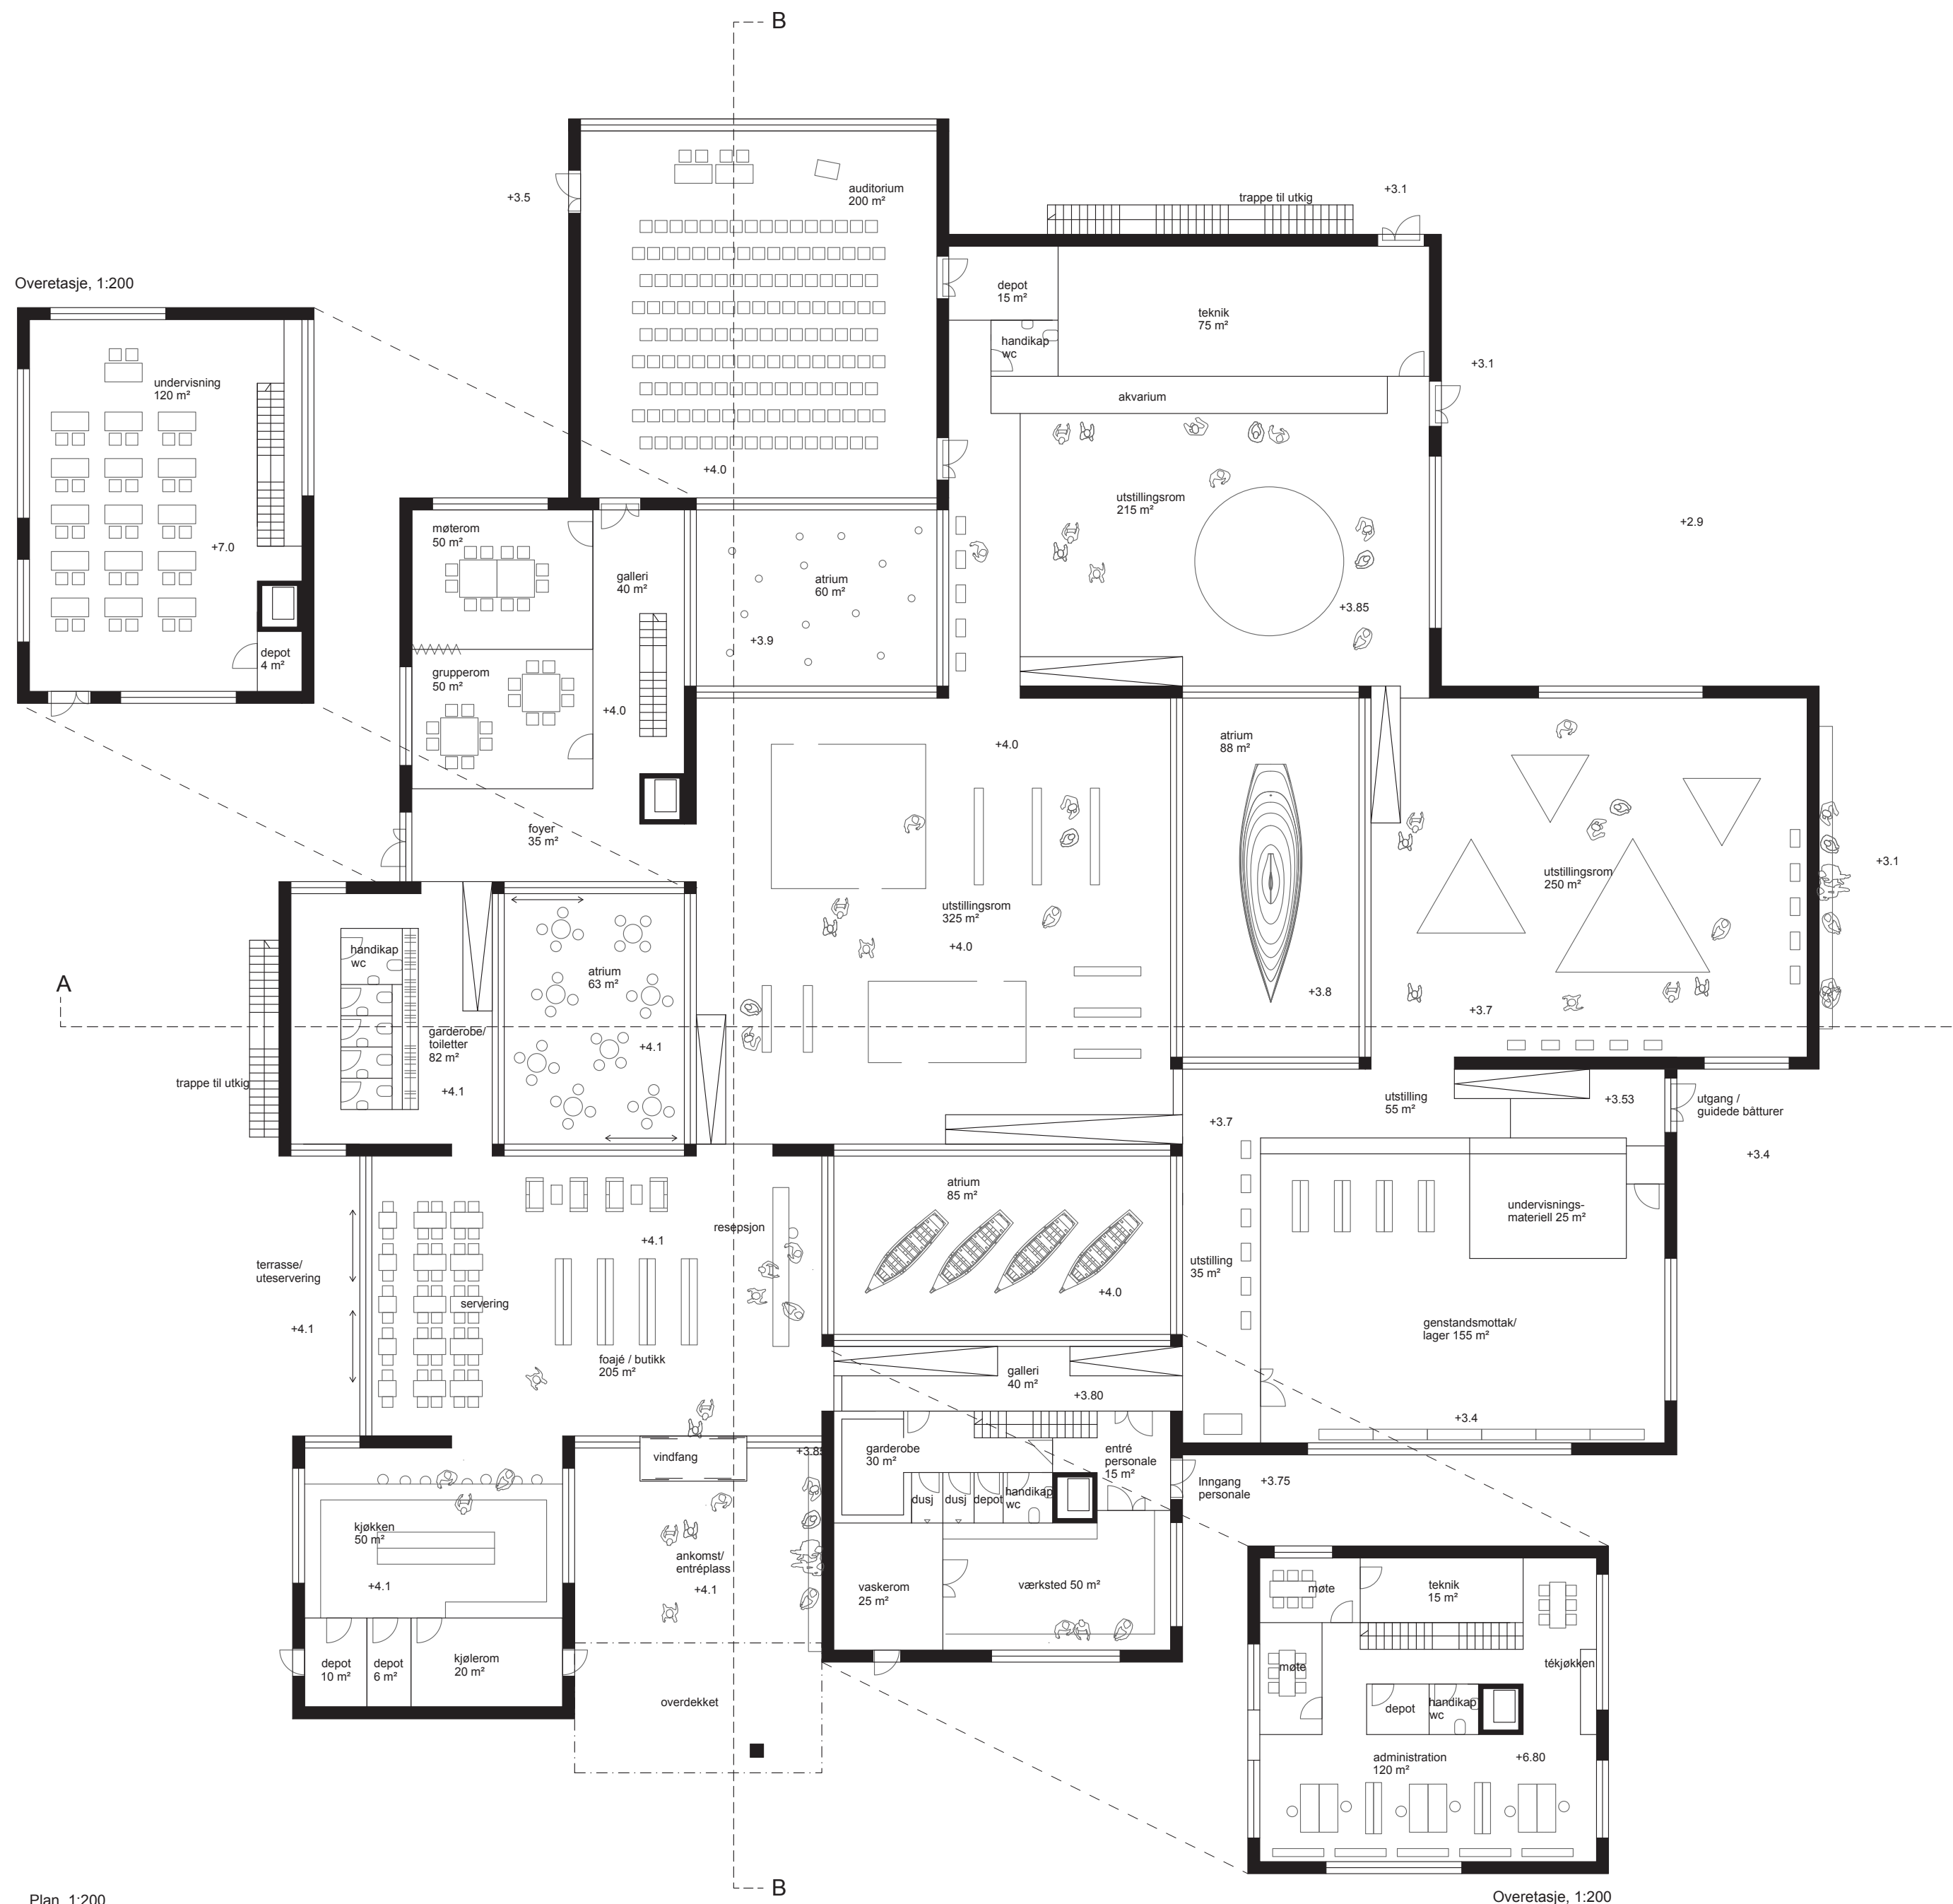 B
+3.5
auditorium
200 m²
trappe til utkig
+3.1
Overetasje, 1:200
depot
15 m²
teknik
75 m²
handikap
wc
+3.1
akvarium
undervisning
120 m²
+4.0
utstillingsrom
215 m²
+2.9
møterom
50 m²
+7.0
galleri
40 m²
atrium
60 m²
+3.85
+3.9
depot
4 m²
grupperom
50 m²
+4.0
+4.0
atrium
88 m²
foyer
35 m²
+3.1
utstillingsrom
250 m²
utstillingsrom
325 m²
+4.0
handikap
wc
atrium
63 m²
A
+3.8
+3.7
garderobe/
toiletter
82 m²
+4.1
trappe til utkig
+4.1
utstilling
55 m²
+3.53
utgang /
guidede båtturer
+3.7
+3.4
atrium
85 m²
undervisnings-
materiell 25 m²
resepsjon
+4.1
terrasse/
uteservering
utstilling
35 m²
servering
+4.0
+4.1
genstandsmottak/
lager 155 m²
foajé / butikk
205 m²
galleri
40 m²
+3.80
+3.4
vindfang
+3.85
garderobe
30 m²
entré
personale
15 m²
Inngang
personale
+3.75
dusj
dusj
depot
handikap
wc
kjøkken
50 m²
ankomst/
entréplass
+4.1
+4.1
vaskerom
25 m²
værksted 50 m²
møte
teknik
15 m²
depot
10 m²
depot
6 m²
kjølerom
20 m²
møte
tékjøkken
overdekket
depot
handikap
wc
administration
120 m²
+6.80
B
Plan, 1:200
Overetasje, 1:200